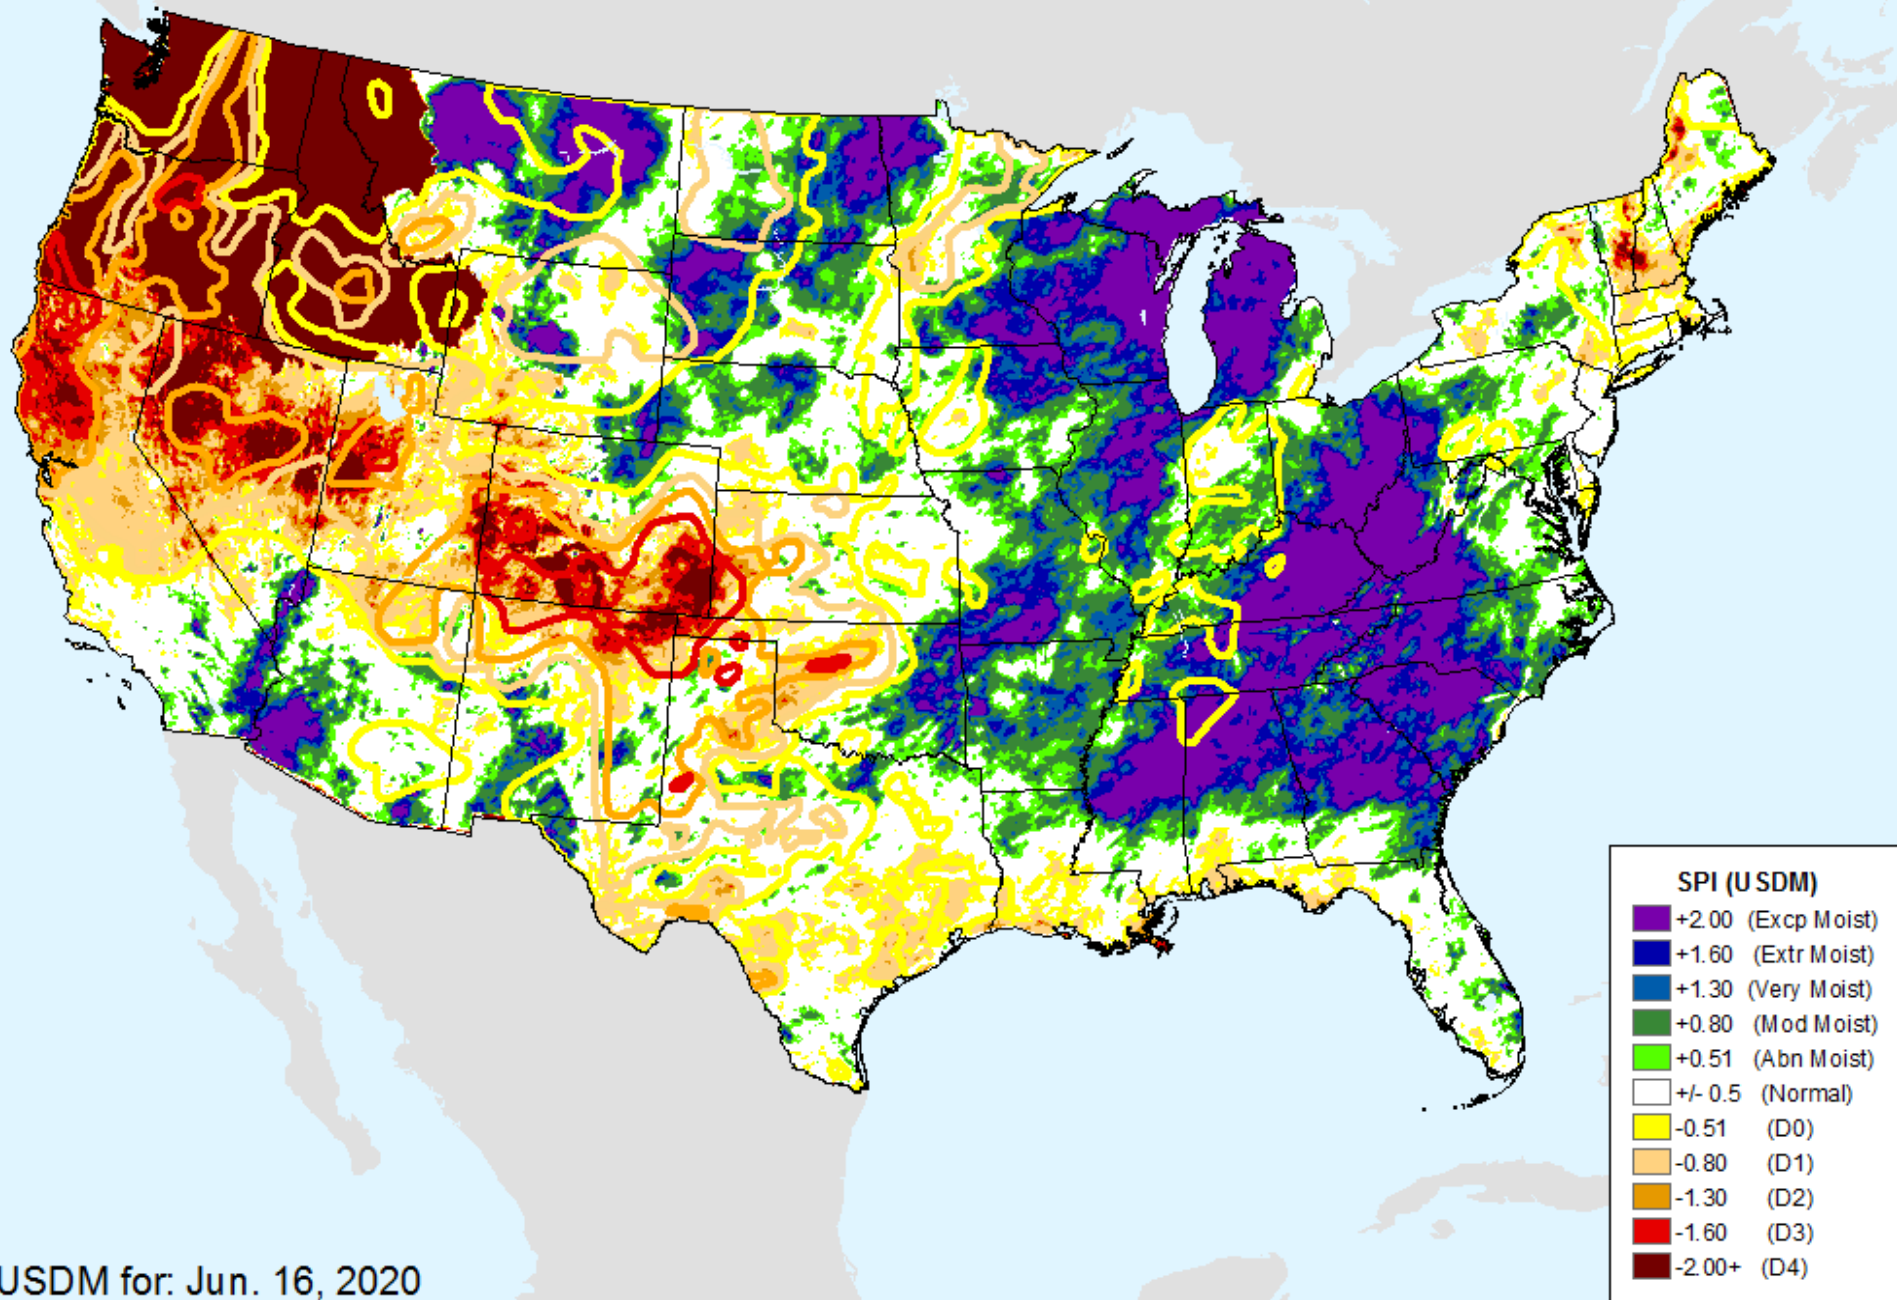 SPI (USDM)
+2.00 (Excp Moist)
+1.60 (Extr Moist)
+1.30 (Very Moist)
+0.80 (Mod Moist)
+0.51 (Abn Moist)
+/- 0.5 (Normal)
-0.51 (D0)
-0.80 (D1)
-1.30 (D2)
-1.60 (D3)
-2.00+ (D4)
USDM for: Jun. 16, 2020